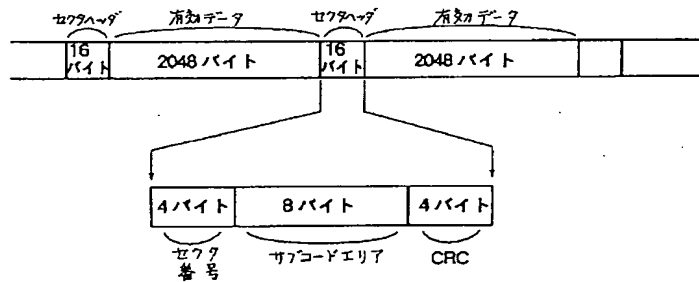 セクタヘッダ 有効データ セクタヘッダ 有効データ
16
バイト
2048 バイト
16
バイト
2048 バイト
4 バイト 8 バイト 4 バイト
セクタ
番号
サブコードエリア
CRC